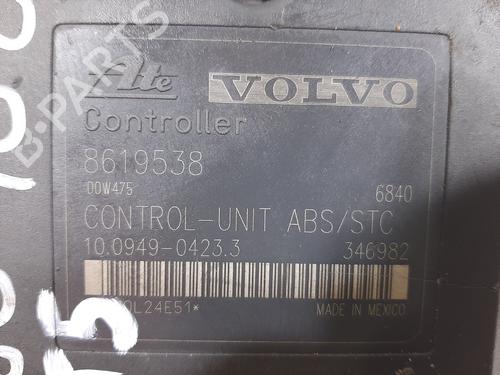 Ate VOLVO
Controller
8619538
00W475 6840
CONTROL-UNIT ABS/STC
10.0949-0423.3 346982
0L24E51* MADE IN MEXICO
B-PARTS